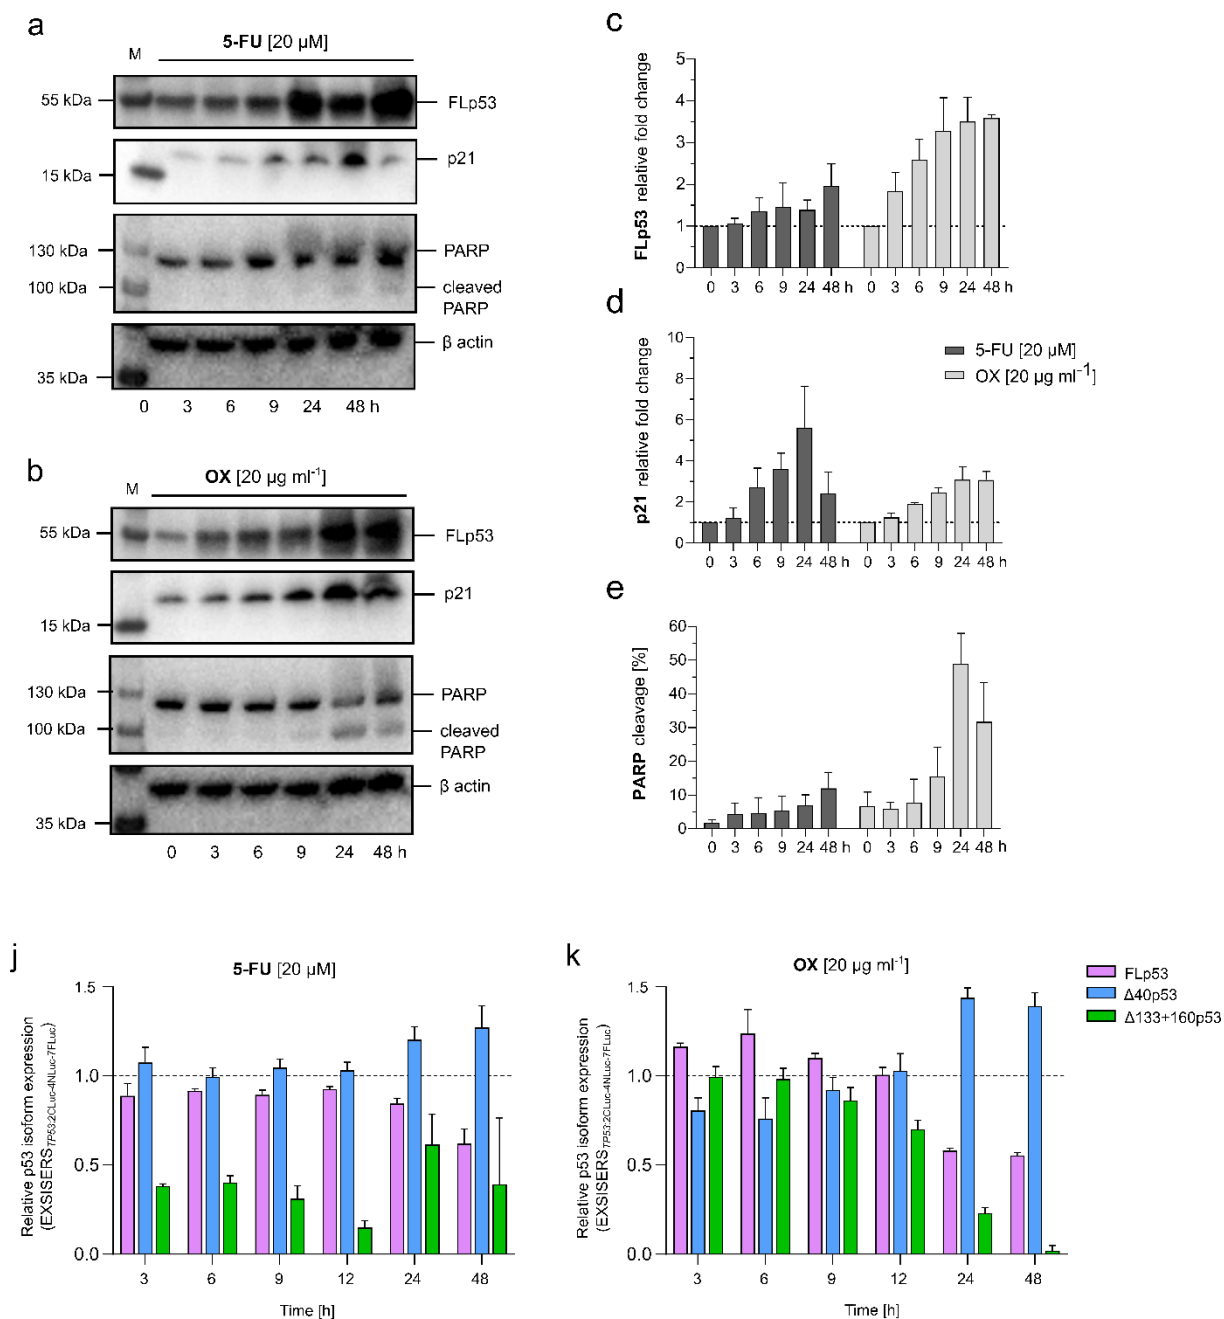 a
5-FU [20 µM]
M
55 kDa
FLp53
p21
15 kDa
130 kDa
PARP
100 kDa
cleaved
PARP
β actin
35 kDa
0 3 6 9 24 48 h
b
OX [20 µg ml⁻¹]
M
55 kDa
FLp53
p21
15 kDa
130 kDa
PARP
100 kDa
cleaved
PARP
β actin
35 kDa
0 3 6 9 24 48 h
c
FLp53 relative fold change
5
4
3
2
1
0
0 3 6 9 24 48 h 0 3 6 9 24 48 h
d
p21 relative fold change
10
8
6
4
2
0
5-FU [20 µM]
OX [20 µg ml⁻¹]
0 3 6 9 24 48 h 0 3 6 9 24 48 h
e
PARP cleavage [%]
60
50
40
30
20
10
0
0 3 6 9 24 48 h 0 3 6 9 24 48 h
j
5-FU [20 µM]
Relative p53 isoform expression
(EXSISERSTP53:2CLuc-4NLuc-7FLuc)
1.5
1.0
0.5
0.0
3 6 9 12 24 48
Time [h]
k
OX [20 µg ml⁻¹]
Relative p53 isoform expression
(EXSISERSTP53:2CLuc-4NLuc-7FLuc)
1.5
1.0
0.5
0.0
3 6 9 12 24 48
Time [h]
FLp53
Δ40p53
Δ133+160p53